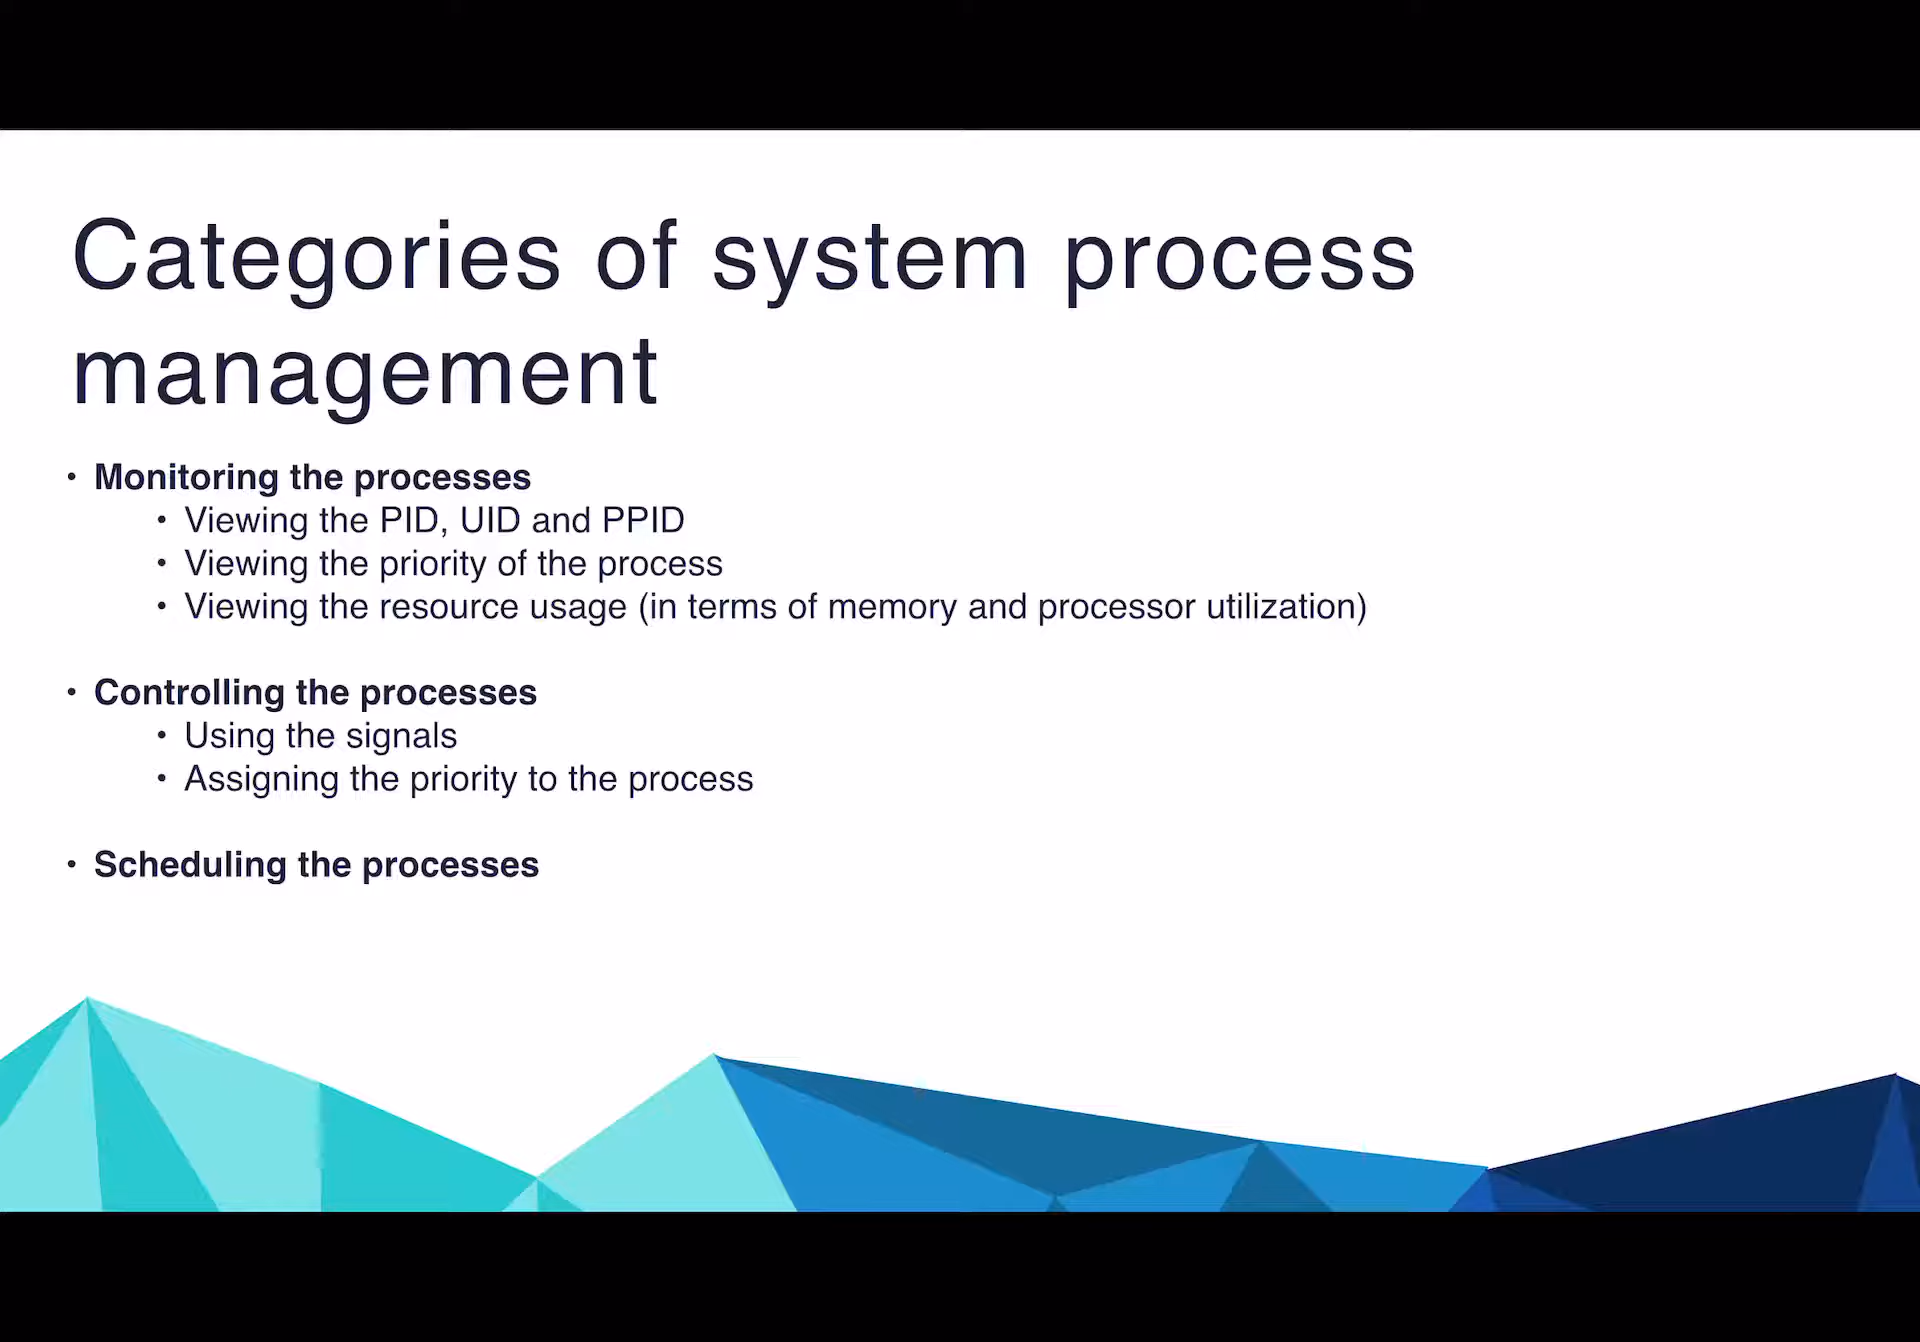 Categories of system process
management
• Monitoring the processes
• Viewing the PID, UID and PPID
• Viewing the priority of the process
• Viewing the resource usage (in terms of memory and processor utilization)
• Controlling the processes
• Using the signals
• Assigning the priority to the process
• Scheduling the processes